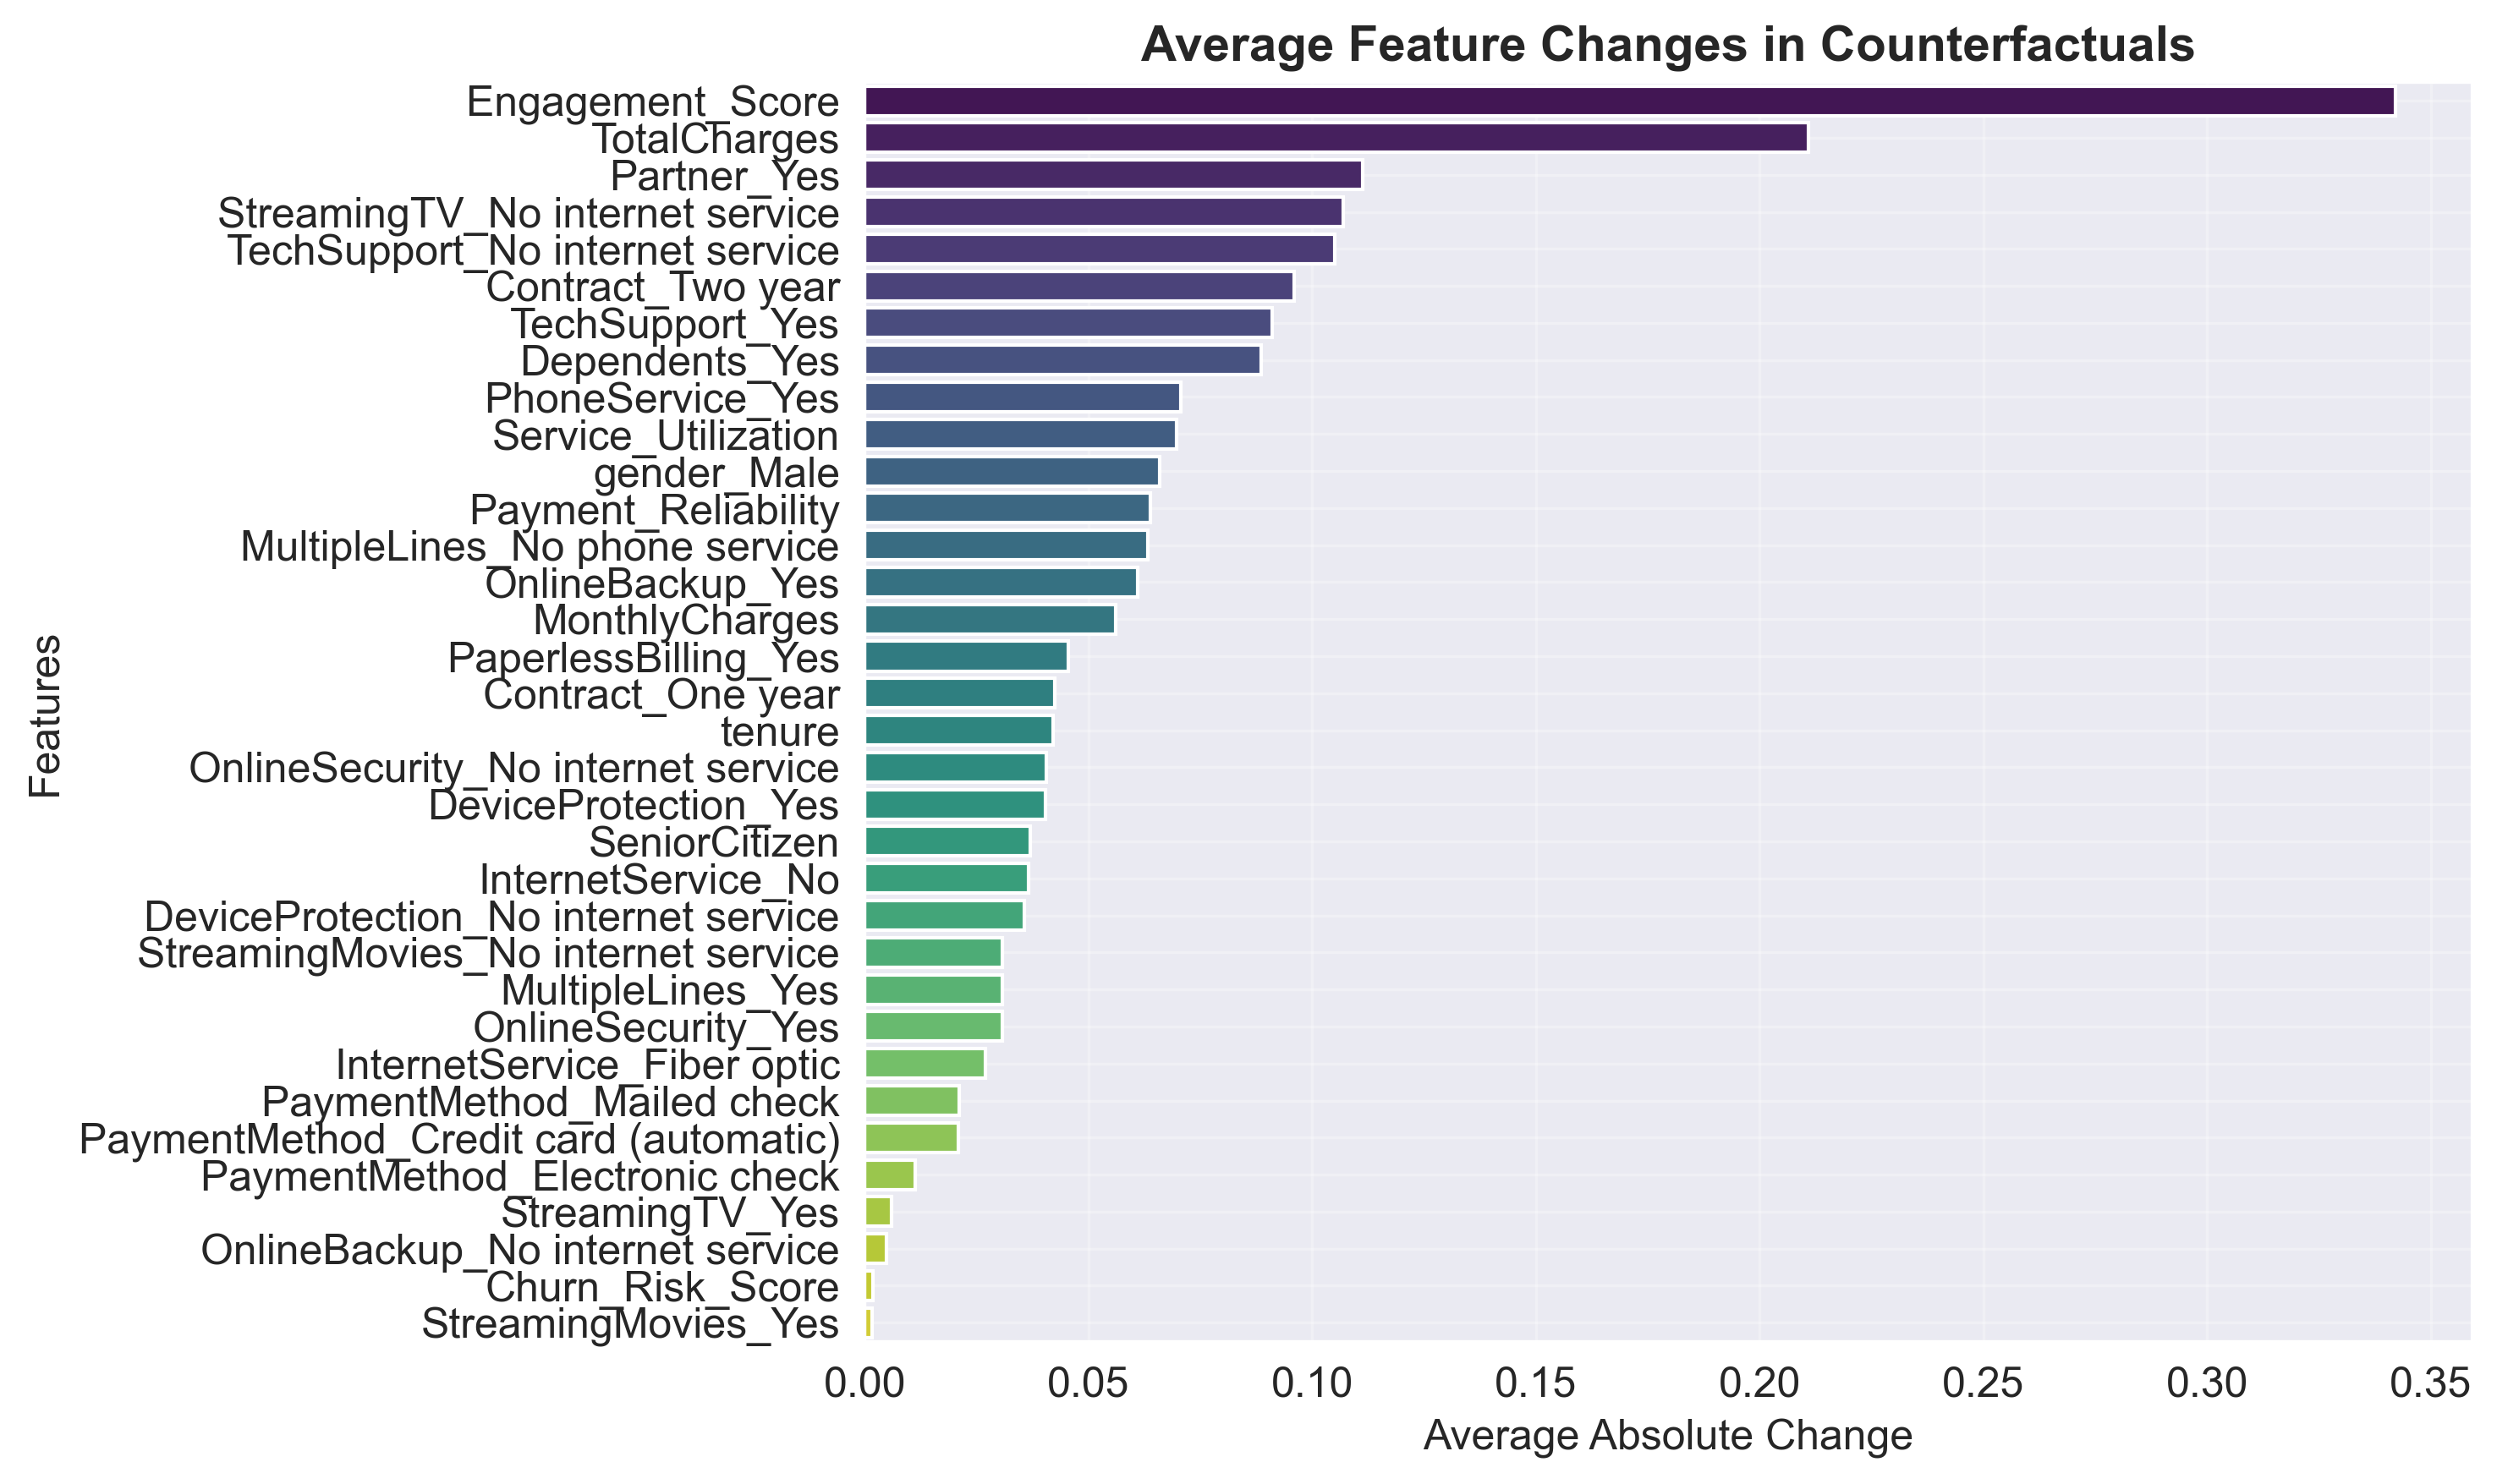 Average Feature Changes in Counterfactuals
Engagement_Score
TotalCharges
Partner_Yes
StreamingTV_No internet service
TechSupport_No internet service
Contract_Two year
TechSupport_Yes
Dependents_Yes
PhoneService_Yes
Service_Utilization
gender_Male
Payment_Reliability
MultipleLines_No phone service
OnlineBackup_Yes
MonthlyCharges
PaperlessBilling_Yes
Contract_One year
tenure
OnlineSecurity_No internet service
DeviceProtection_Yes
SeniorCitizen
InternetService_No
DeviceProtection_No internet service
StreamingMovies_No internet service
MultipleLines_Yes
OnlineSecurity_Yes
InternetService_Fiber optic
PaymentMethod_Mailed check
PaymentMethod_Credit card (automatic)
PaymentMethod_Electronic check
StreamingTV_Yes
OnlineBackup_No internet service
Churn_Risk_Score
StreamingMovies_Yes
Features
0.00 0.05 0.10 0.15 0.20 0.25 0.30 0.35
Average Absolute Change